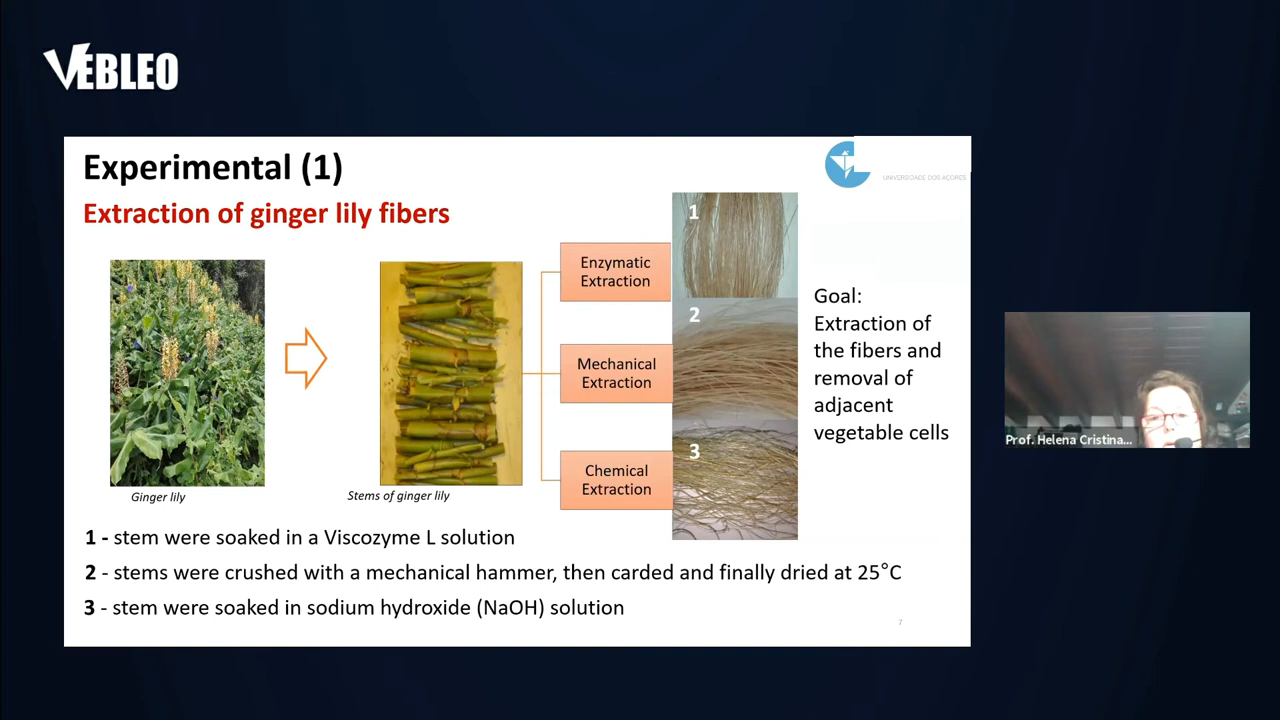 VEBLEO
Experimental (1)
UNIVERSIDADE DOS AÇORES
Extraction of ginger lily fibers
1
Enzymatic
Extraction
2
Mechanical
Extraction
3
Chemical
Extraction
Goal:
Extraction of
the fibers and
removal of
adjacent
vegetable cells
Prof. Helena Cristina...
Ginger lily
Stems of ginger lily
1 - stem were soaked in a Viscozyme L solution
2 - stems were crushed with a mechanical hammer, then carded and finally dried at 25°C
3 - stem were soaked in sodium hydroxide (NaOH) solution
7